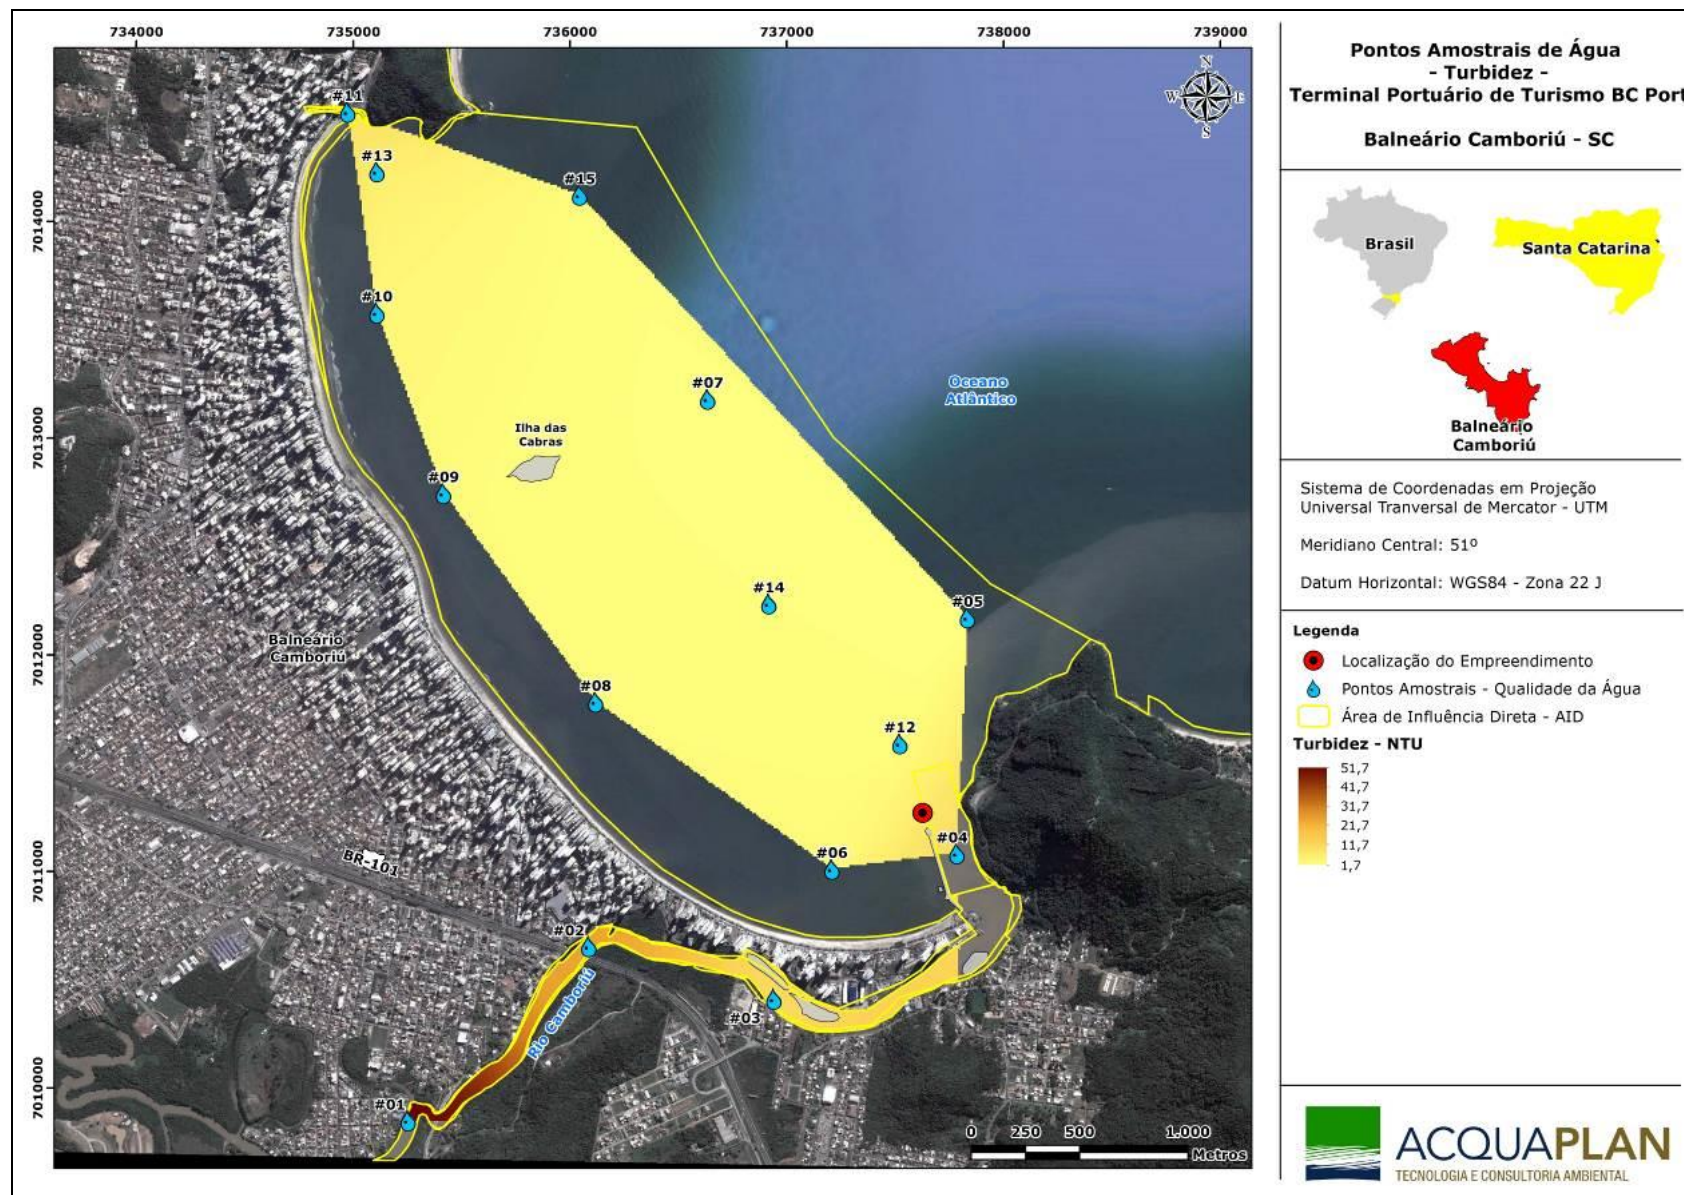 734000
735000
736000
737000
738000
739000
7014000
7013000
7012000
7011000
7010000
N
W
E
S
#11
#13
#15
#10
#07
Oceano
Atlântico
Ilha das
Cabras
#09
#14
#05
Balneário
Camboriú
#08
#12
#04
#06
BR-101
#02
Rio Camboriú
#03
#01
0 250 500 1.000
Metros
Pontos Amostrais de Água
- Turbidez -
Terminal Portuário de Turismo BC Port
Balneário Camboriú - SC
Brasil
Santa Catarina
Balneário
Camboriú
Sistema de Coordenadas em Projeção
Universal Tranversal de Mercator - UTM
Meridiano Central: 51º
Datum Horizontal: WGS84 - Zona 22 J
Legenda
Localização do Empreendimento
Pontos Amostrais - Qualidade da Água
Área de Influência Direta - AID
Turbidez - NTU
51,7
41,7
31,7
21,7
11,7
1,7
ACQUAPLAN
TECNOLOGIA E CONSULTORIA AMBIENTAL